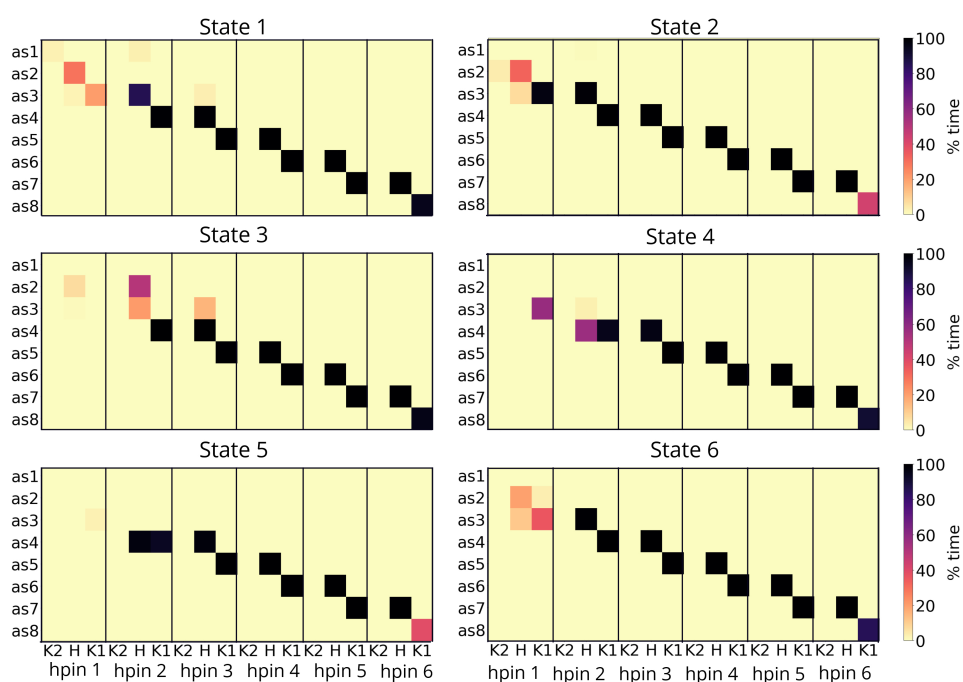 State 1
State 2
as1
as2
as3
as4
as5
as6
as7
as8
as1
as2
as3
as4
as5
as6
as7
as8
100
80
60
40
20
0
% time
State 3
State 4
as1
as2
as3
as4
as5
as6
as7
as8
as1
as2
as3
as4
as5
as6
as7
as8
100
80
60
40
20
0
% time
State 5
State 6
as1
as2
as3
as4
as5
as6
as7
as8
as1
as2
as3
as4
as5
as6
as7
as8
100
80
60
40
20
0
% time
K2 H K1 K2 H K1 K2 H K1 K2 H K1 K2 H K1 K2 H K1
hpin 1 hpin 2 hpin 3 hpin 4 hpin 5 hpin 6
K2 H K1 K2 H K1 K2 H K1 K2 H K1 K2 H K1 K2 H K1
hpin 1 hpin 2 hpin 3 hpin 4 hpin 5 hpin 6